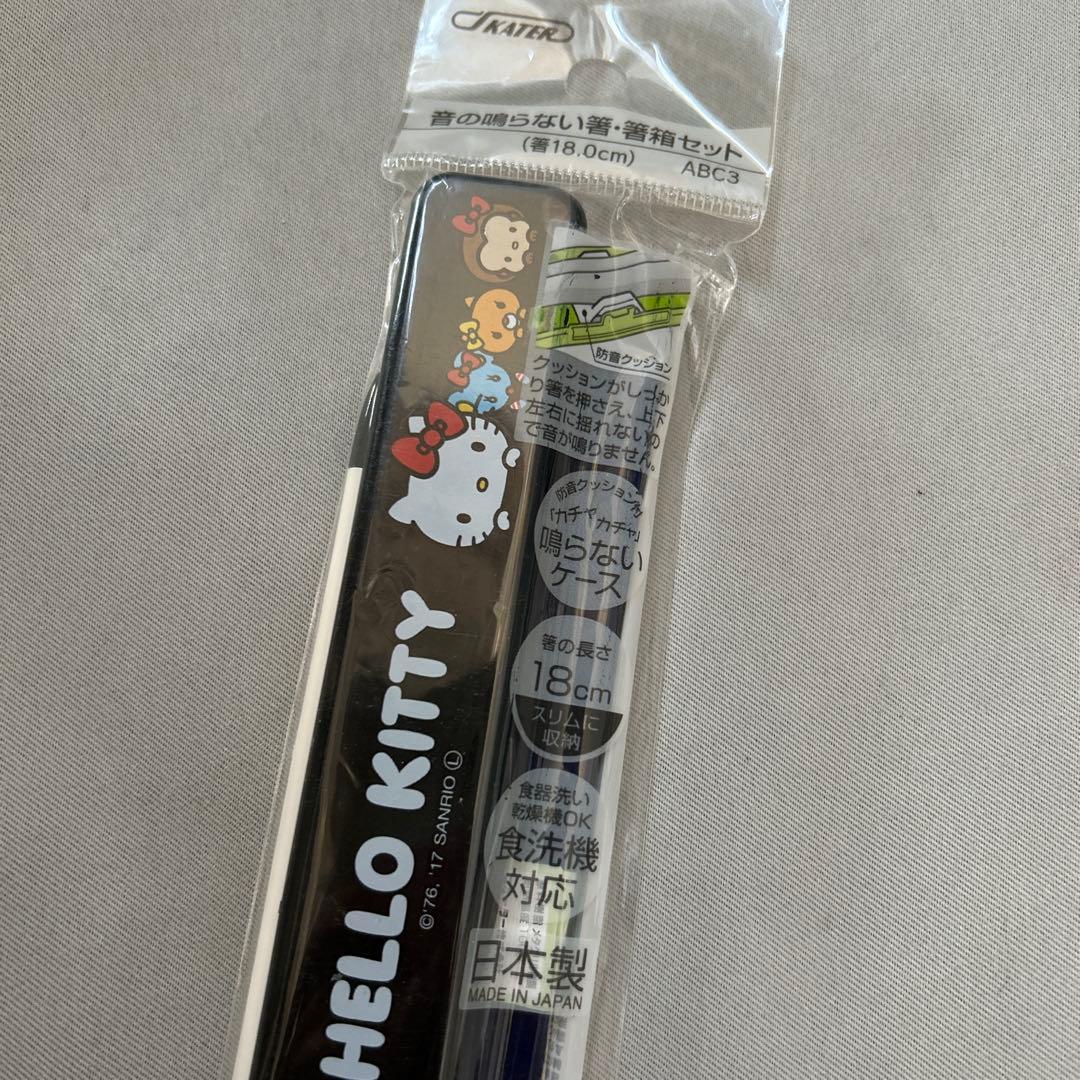 SKATER
音の鳴らない箸・箸箱セット
(箸18.0cm)
ABC3
防音クッション
クッションがしっか
り箸を押さえ、上下
左右に揺れないの
で音が鳴りません。
防音クッション付
「カチャカチャ」
鳴らない
ケース
箸の長さ
18cm
スリムに
収納
食器洗い
乾燥機OK
食洗機
対応
日本製
MADE IN JAPAN
HELLO KITTY
©'76, '17 SANRIO Ⓛ